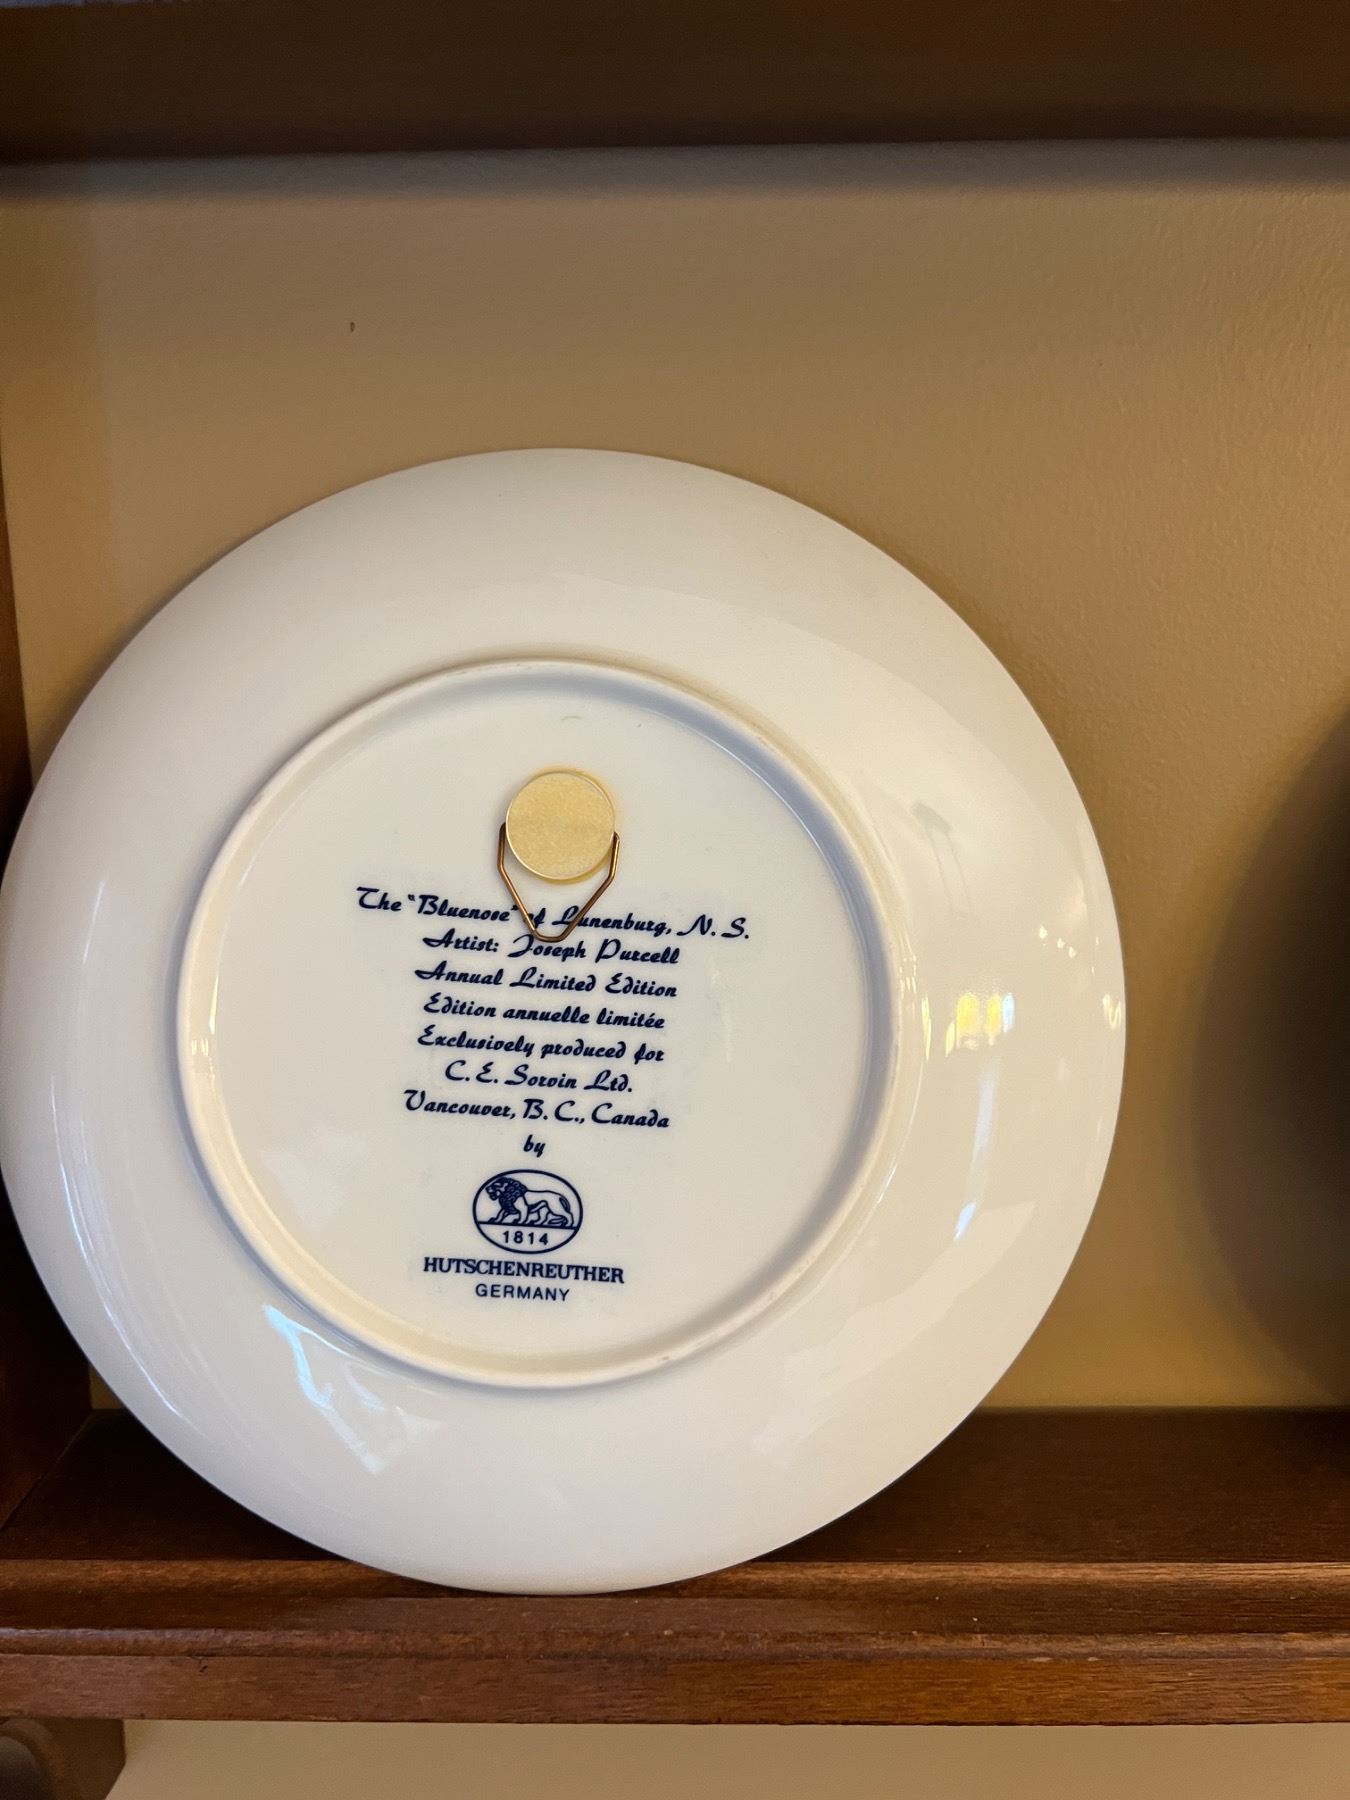 The "Bluenose" of Lunenburg, N. S.
Artist: Joseph Purcell
Annual Limited Edition
Edition annuelle limitée
Exclusively produced for
C. E. Sorvin Ltd.
Vancouver, B. C., Canada
by
1814
HUTSCHENREUTHER
GERMANY